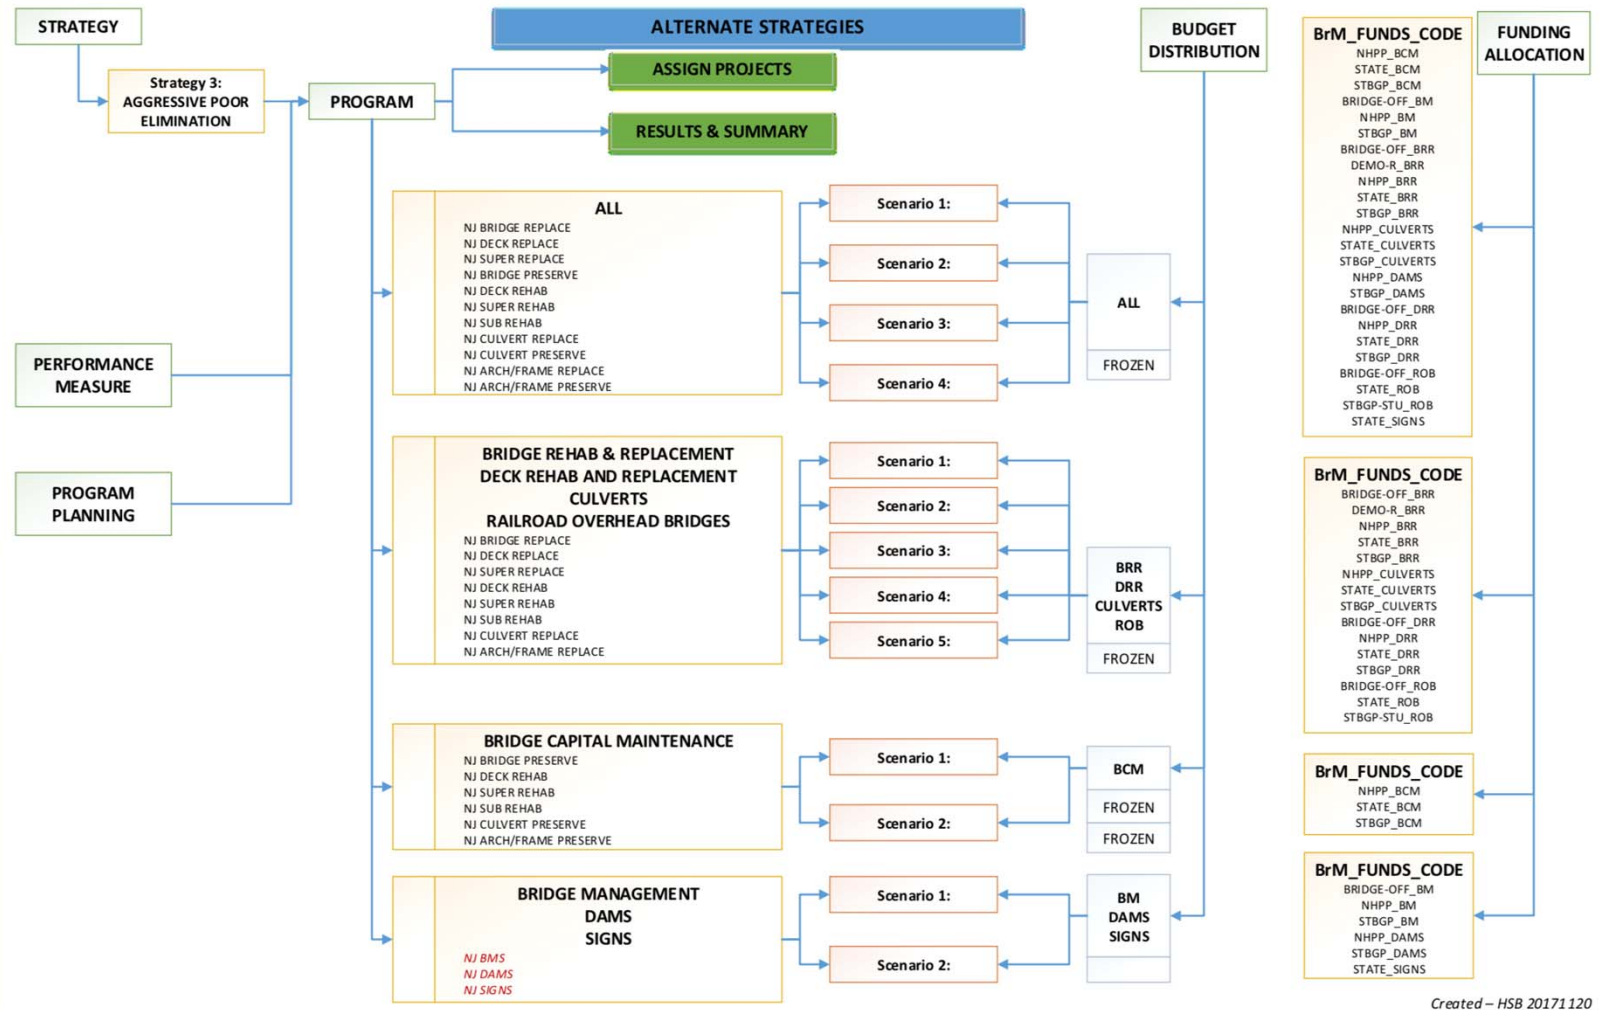 STRATEGY
Strategy 3:
AGGRESSIVE POOR
ELIMINATION
PERFORMANCE
MEASURE
PROGRAM
PLANNING
PROGRAM
ALTERNATE STRATEGIES
ASSIGN PROJECTS
RESULTS & SUMMARY
ALL
NJ BRIDGE REPLACE
NJ DECK REPLACE
NJ SUPER REPLACE
NJ BRIDGE PRESERVE
NJ DECK REHAB
NJ SUPER REHAB
NJ SUB REHAB
NJ CULVERT REPLACE
NJ CULVERT PRESERVE
NJ ARCH/FRAME REPLACE
NJ ARCH/FRAME PRESERVE
Scenario 1:
Scenario 2:
Scenario 3:
Scenario 4:
BRIDGE REHAB & REPLACEMENT
DECK REHAB AND REPLACEMENT
CULVERTS
RAILROAD OVERHEAD BRIDGES
NJ BRIDGE REPLACE
NJ DECK REPLACE
NJ SUPER REPLACE
NJ DECK REHAB
NJ SUPER REHAB
NJ SUB REHAB
NJ CULVERT REPLACE
NJ ARCH/FRAME REPLACE
Scenario 1:
Scenario 2:
Scenario 3:
Scenario 4:
Scenario 5:
BRIDGE CAPITAL MAINTENANCE
NJ BRIDGE PRESERVE
NJ DECK REHAB
NJ SUPER REHAB
NJ SUB REHAB
NJ CULVERT PRESERVE
NJ ARCH/FRAME PRESERVE
Scenario 1:
Scenario 2:
BRIDGE MANAGEMENT
DAMS
SIGNS
NJ BMS
NJ DAMS
NJ SIGNS
Scenario 1:
Scenario 2:
BUDGET
DISTRIBUTION
ALL
FROZEN
BRR
DRR
CULVERTS
ROB
FROZEN
BCM
FROZEN
FROZEN
BM
DAMS
SIGNS
FUNDING
ALLOCATION
BrM_FUNDS_CODE
NHPP_BCM
STATE_BCM
STBGP_BCM
BRIDGE-OFF_BM
NHPP_BM
STBGP_BM
BRIDGE-OFF_BRR
DEMO-R_BRR
NHPP_BRR
STATE_BRR
STBGP_BRR
NHPP_CULVERTS
STATE_CULVERTS
STBGP_CULVERTS
NHPP_DAMS
STBGP_DAMS
BRIDGE-OFF_DRR
NHPP_DRR
STATE_DRR
STBGP_DRR
BRIDGE-OFF_ROB
STATE_ROB
STBGP-STU_ROB
STATE_SIGNS
BrM_FUNDS_CODE
BRIDGE-OFF_BRR
DEMO-R_BRR
NHPP_BRR
STATE_BRR
STBGP_BRR
NHPP_CULVERTS
STATE_CULVERTS
STBGP_CULVERTS
BRIDGE-OFF_DRR
NHPP_DRR
STATE_DRR
STBGP_DRR
BRIDGE-OFF_ROB
STATE_ROB
STBGP-STU_ROB
BrM_FUNDS_CODE
NHPP_BCM
STATE_BCM
STBGP_BCM
BrM_FUNDS_CODE
BRIDGE-OFF_BM
NHPP_BM
STBGP_BM
NHPP_DAMS
STBGP_DAMS
STATE_SIGNS
Created – HSB 20171120